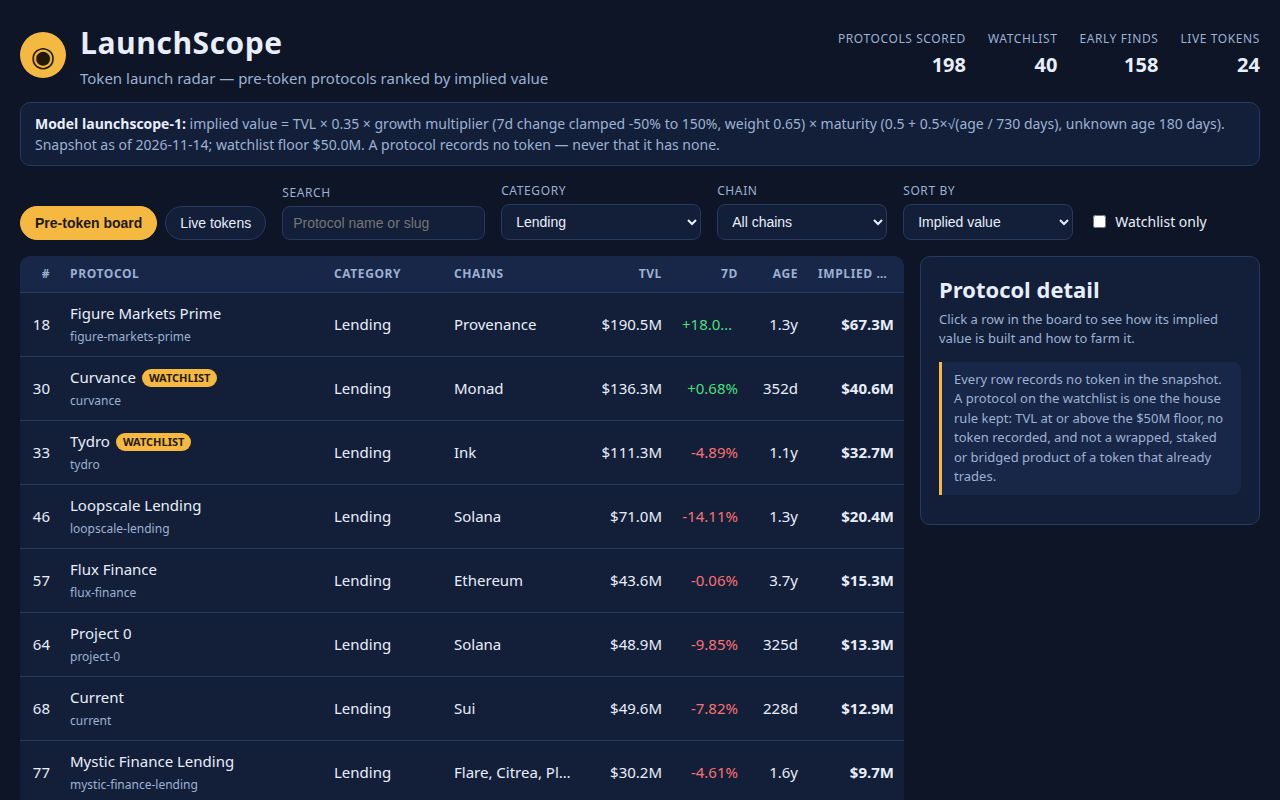 LaunchScope
Token launch radar — pre-token protocols ranked by implied value
PROTOCOLS SCORED WATCHLIST EARLY FINDS LIVE TOKENS
198 40 158 24
Model launchscope-1: implied value = TVL × 0.35 × growth multiplier (7d change clamped -50% to 150%, weight 0.65) × maturity (0.5 + 0.5×√(age / 730 days), unknown age 180 days).
Snapshot as of 2026-11-14; watchlist floor $50.0M. A protocol records no token — never that it has none.
SEARCH CATEGORY CHAIN SORT BY
Pre-token board Live tokens Protocol name or slug Lending All chains Implied value Watchlist only
# PROTOCOL CATEGORY CHAINS TVL 7D AGE IMPLIED …
18 Figure Markets Prime Lending Provenance $190.5M +18.0… 1.3y $67.3M
figure-markets-prime
30 Curvance WATCHLIST Lending Monad $136.3M +0.68% 352d $40.6M
curvance
33 Tydro WATCHLIST Lending Ink $111.3M -4.89% 1.1y $32.7M
tydro
46 Loopscale Lending Lending Solana $71.0M -14.11% 1.3y $20.4M
loopscale-lending
57 Flux Finance Lending Ethereum $43.6M -0.06% 3.7y $15.3M
flux-finance
64 Project 0 Lending Solana $48.9M -9.85% 325d $13.3M
project-0
68 Current Lending Sui $49.6M -7.82% 228d $12.9M
current
77 Mystic Finance Lending Lending Flare, Citrea, Pl… $30.2M -4.61% 1.6y $9.7M
mystic-finance-lending
Protocol detail
Click a row in the board to see how its implied
value is built and how to farm it.
Every row records no token in the snapshot.
A protocol on the watchlist is one the house
rule kept: TVL at or above the $50M floor, no
token recorded, and not a wrapped, staked
or bridged product of a token that already
trades.